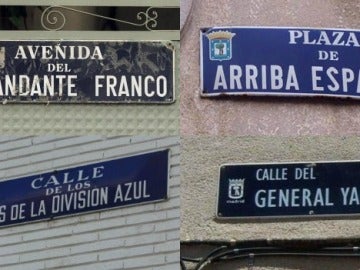 AVENIDA
DEL
ANDANTE FRANCO
PLAZA
DE
ARRIBA ESPA
CALLE
DE LOS
S DE LA DIVISION AZUL
CALLE DEL
GENERAL YA